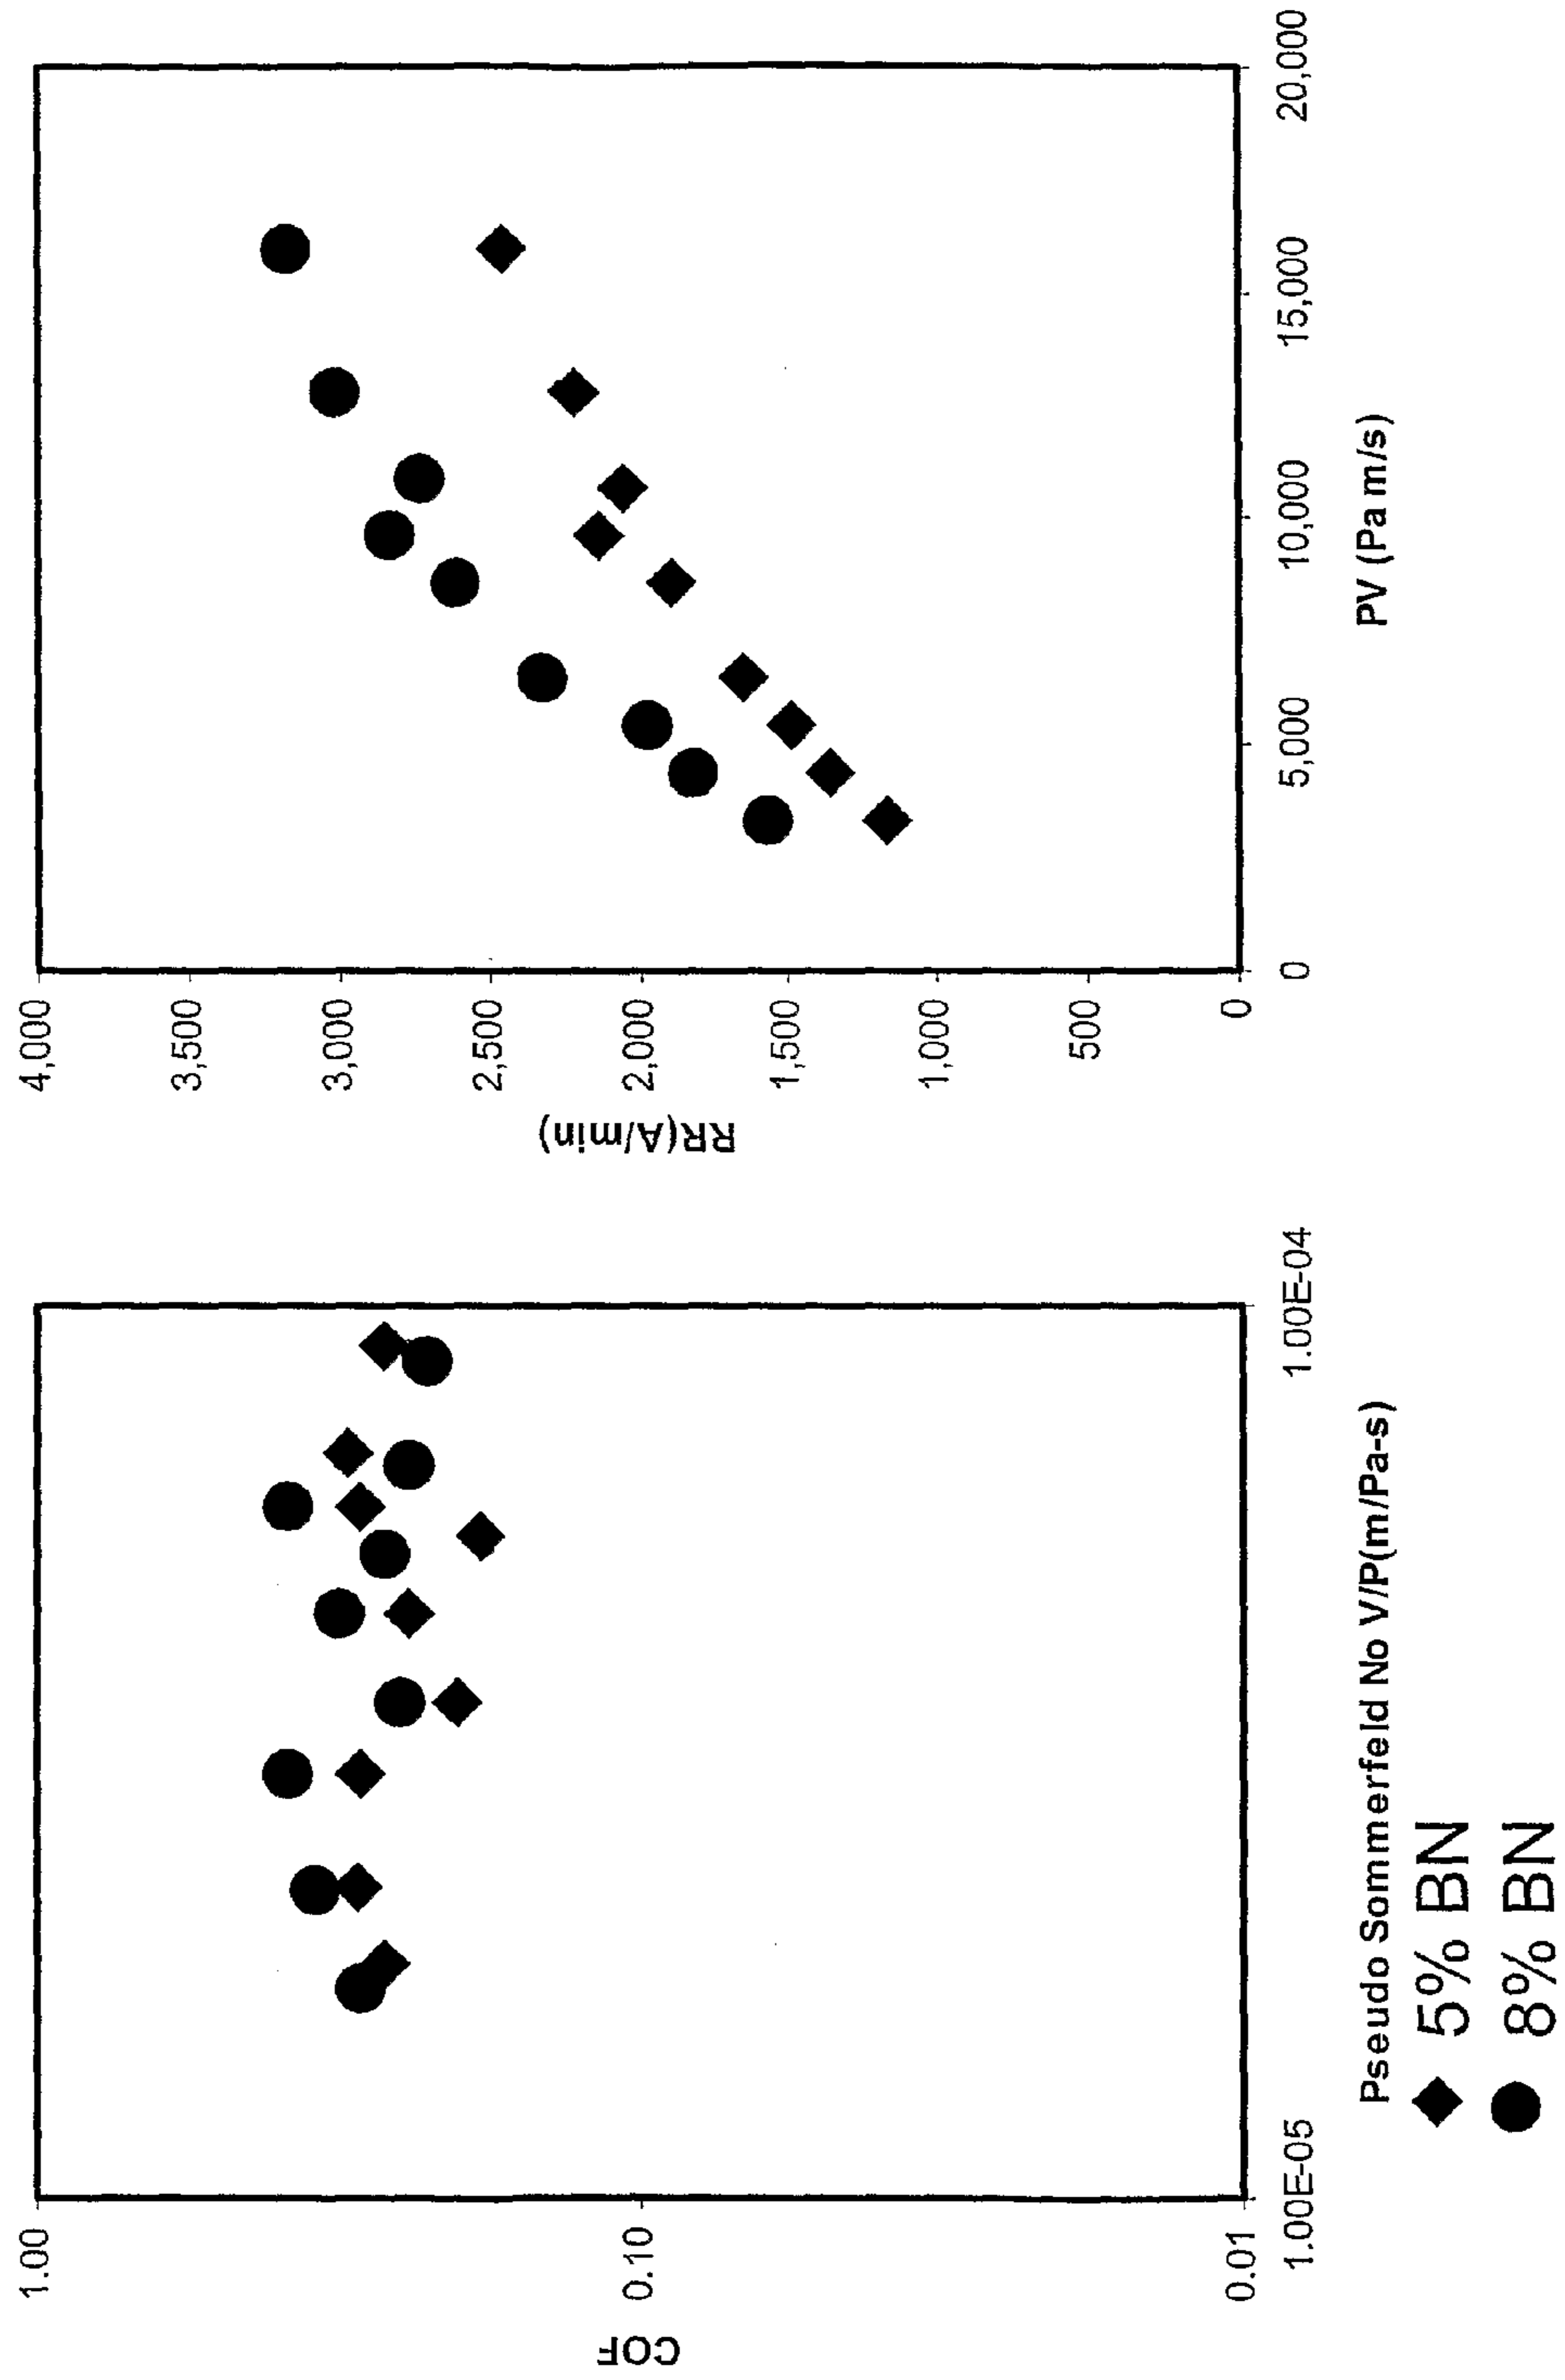 1.00
0.10
0.01
COF
1.00E-05
1.00E-04
Pseudo Sommerfeld No V/P(m/Pa-s)
5% BN
8% BN
4,000
3,500
3,000
2,500
2,000
1,500
1,000
500
0
RR(A/min)
0
5,000
10,000
15,000
20,000
PV (Pa m/s)